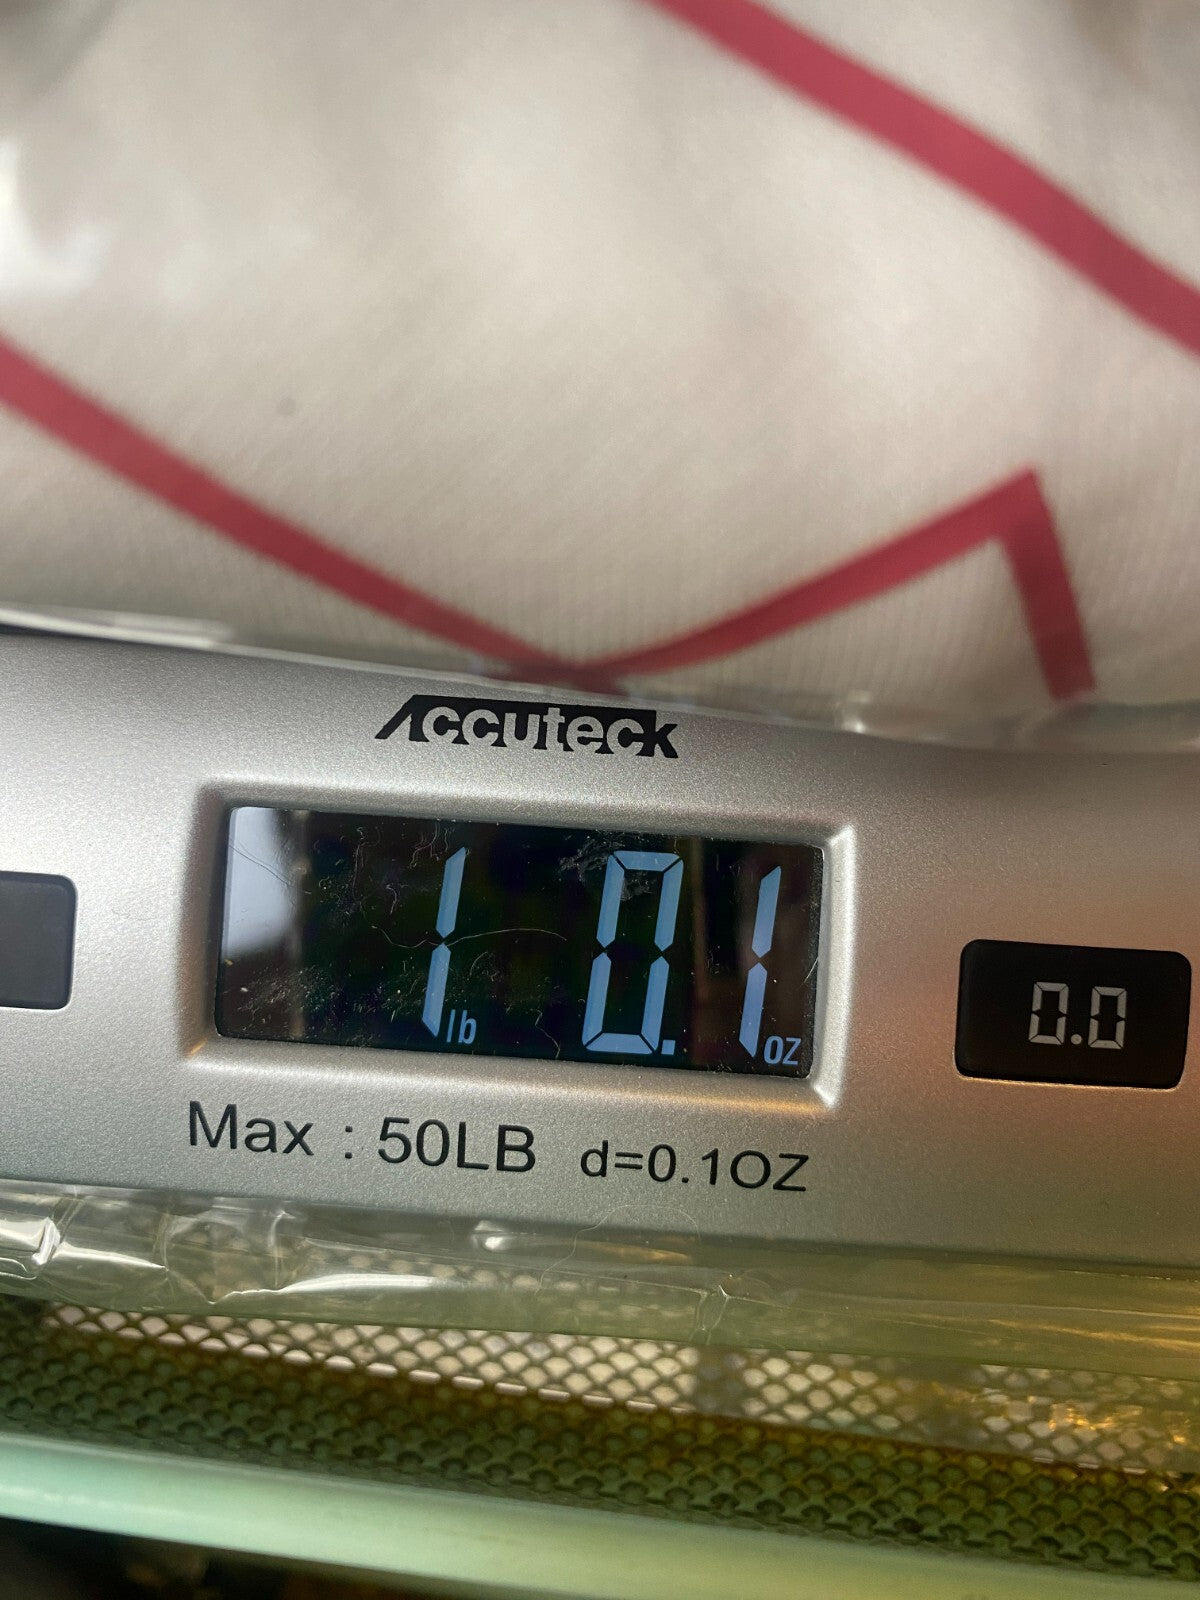 Accuteck
1 lb 0.1 oz
0.0
Max : 50LB d=0.1OZ